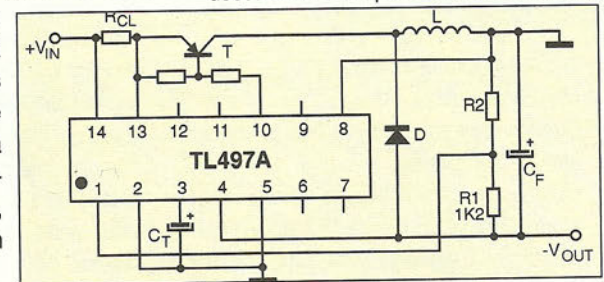 R_CL
L
+V_IN
T
R2
14 13 12 11 10 9 8
D
TL497A
+
C_F
1 2 3 4 5 6 7
R1
1K2
+
C_T
-V_OUT